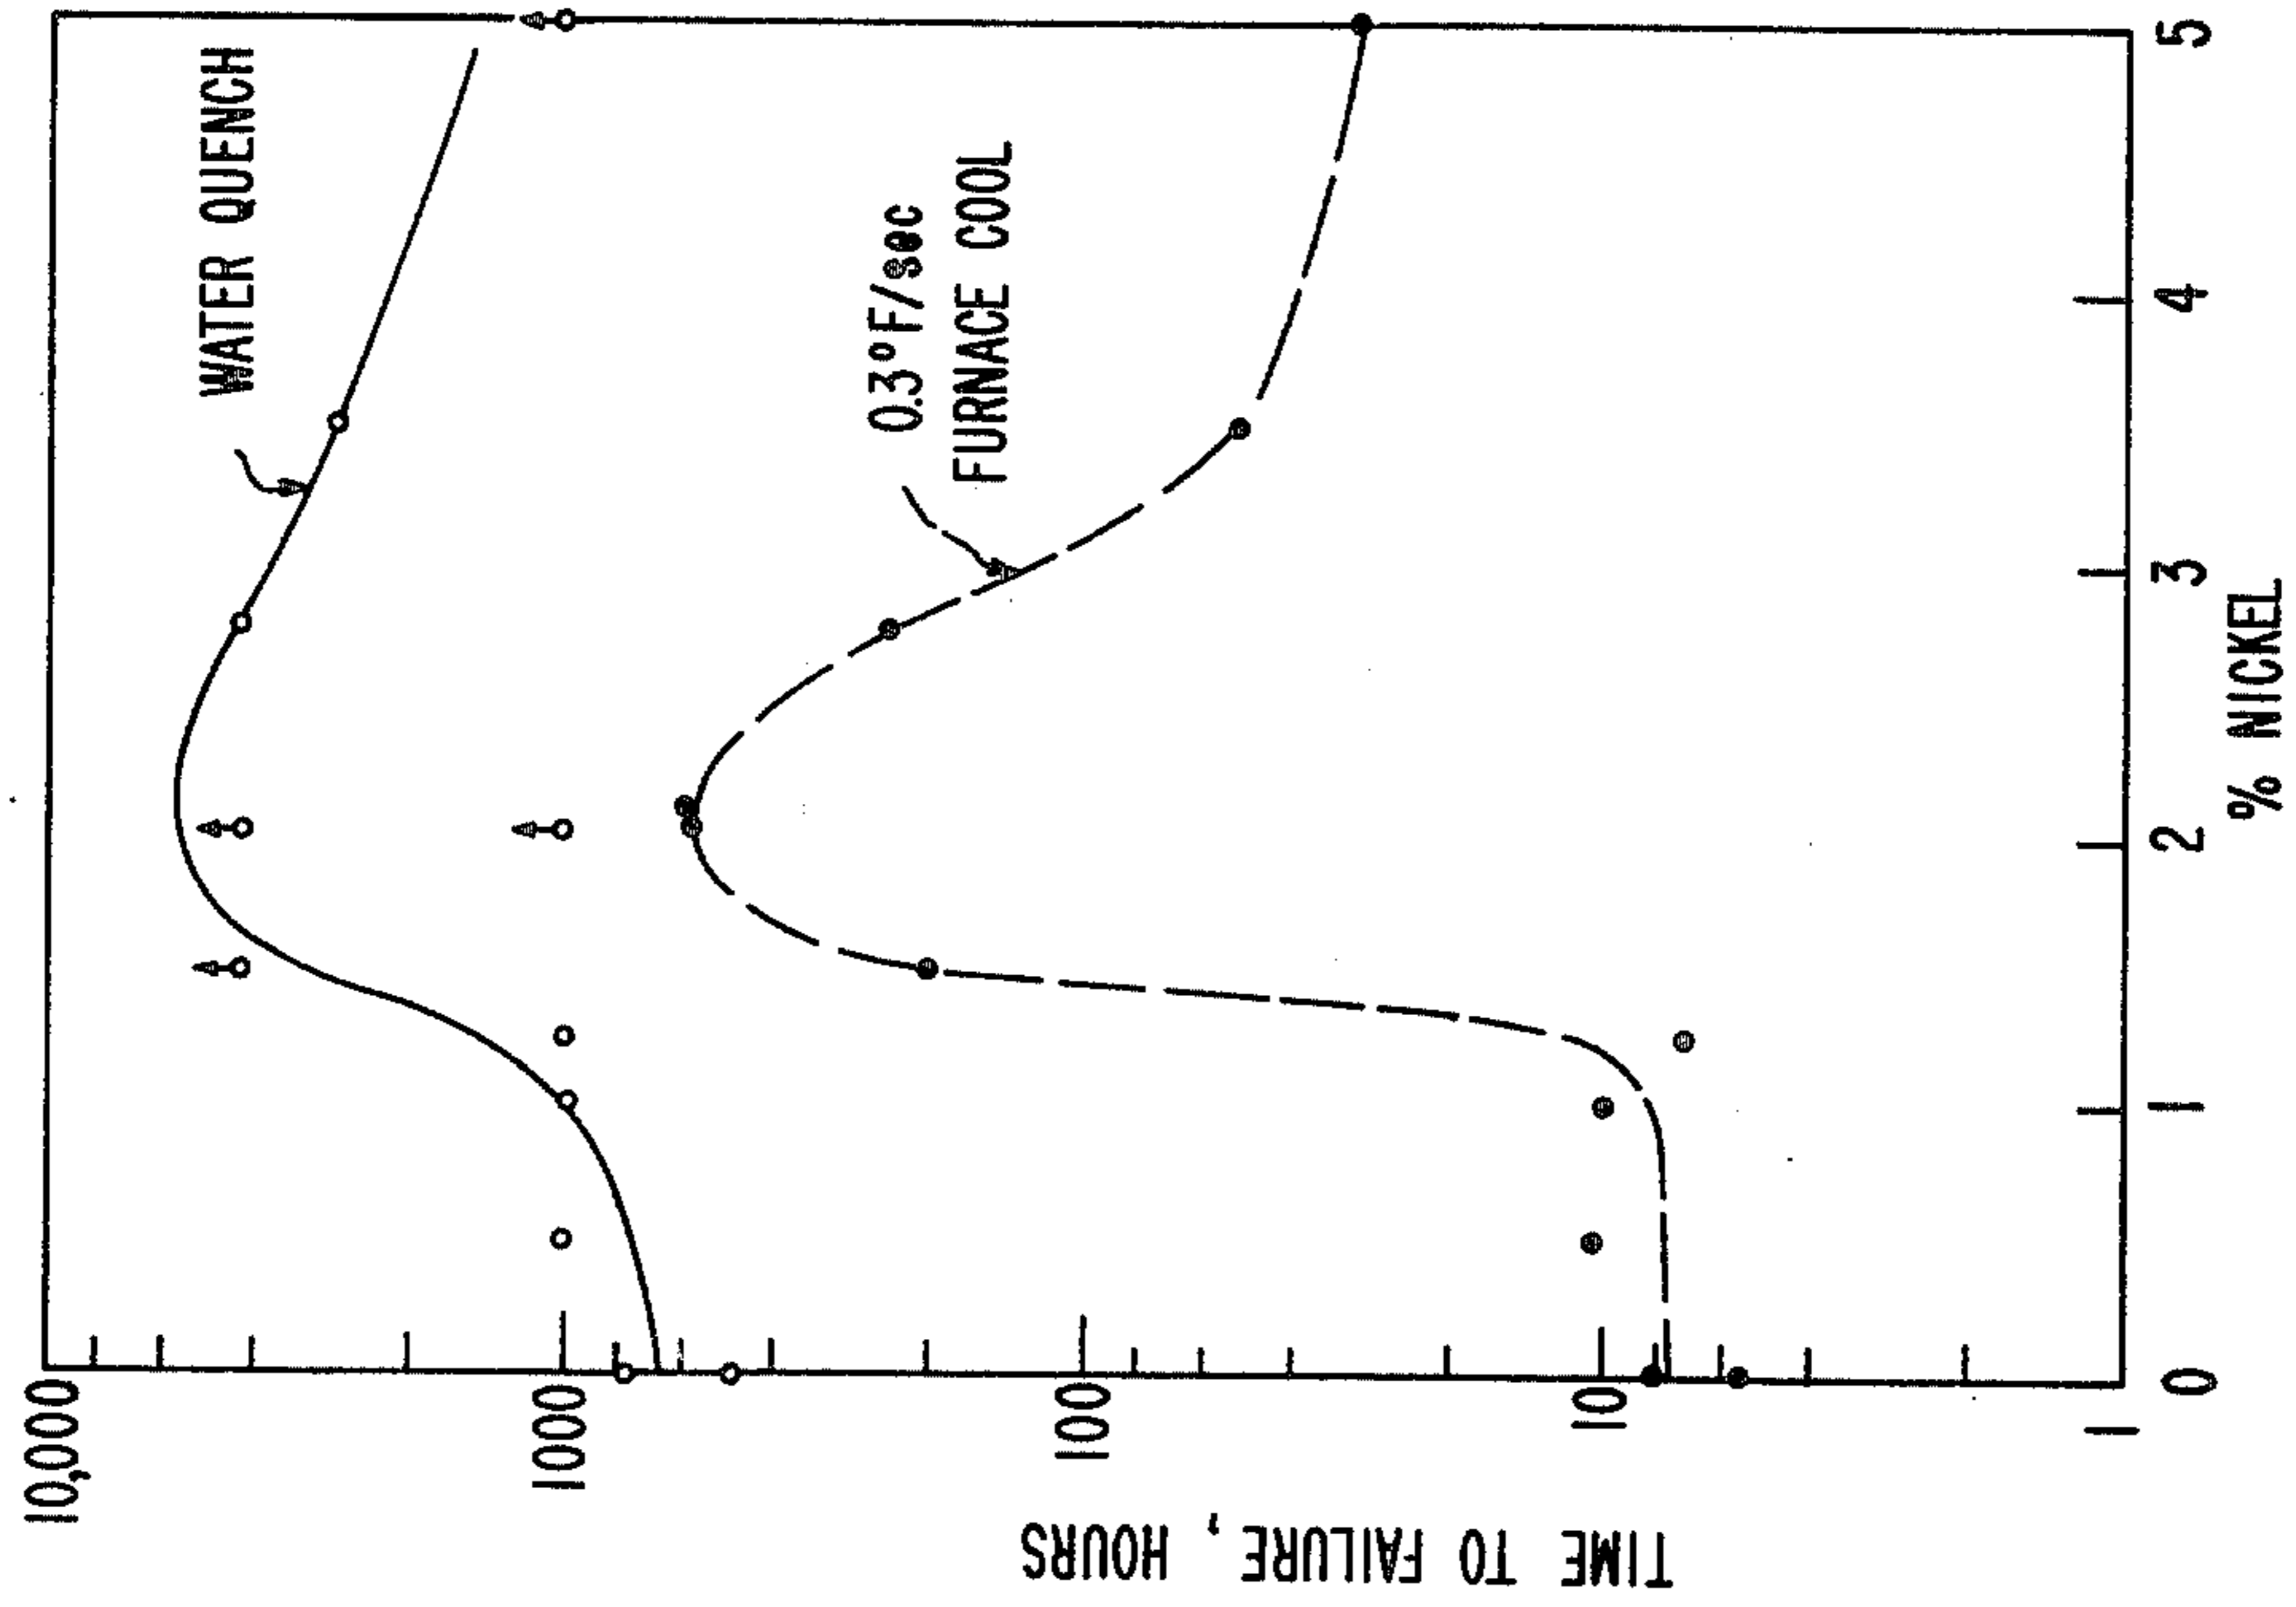 10,000
1000
100
10
1
TIME TO FAILURE, HOURS
WATER QUENCH
0.3°F/sec
FURNACE COOL
0
1
2
3
4
5
% NICKEL